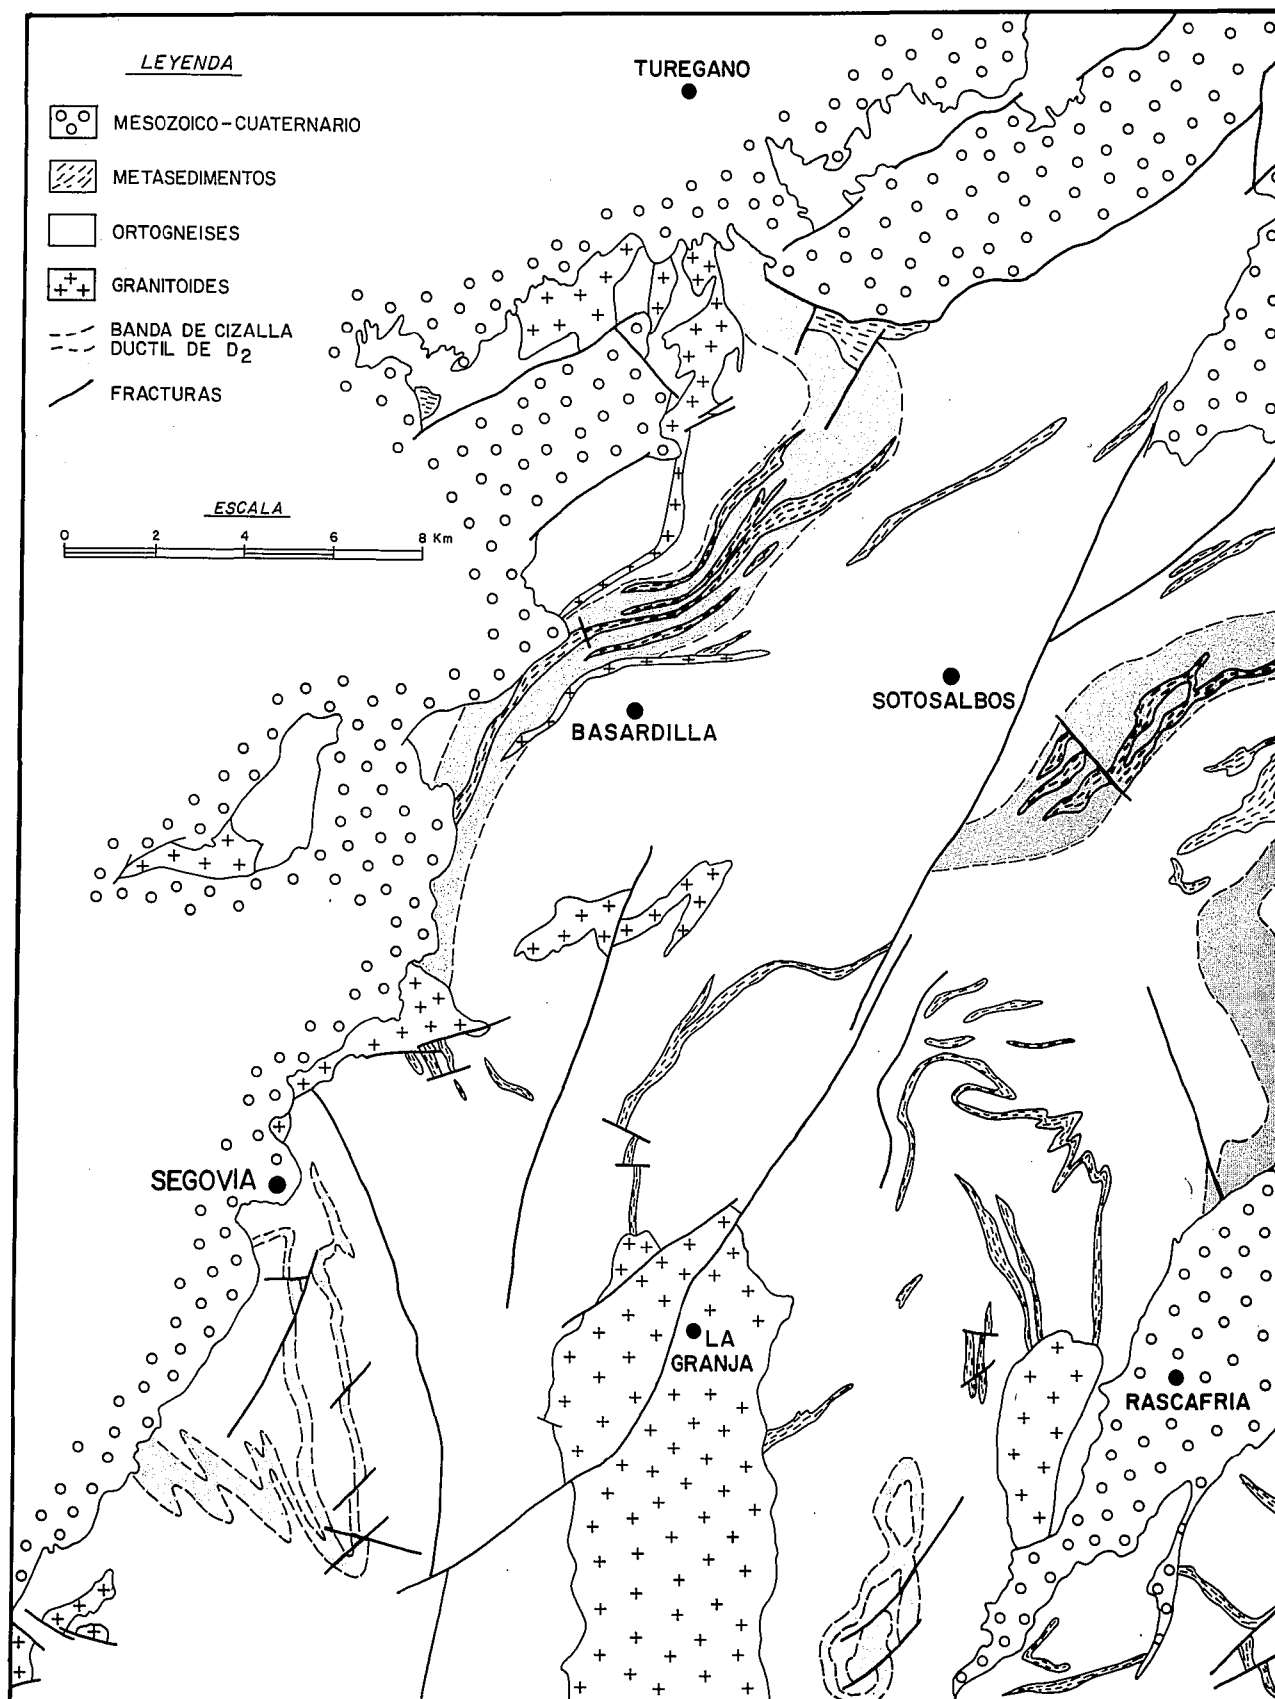 LEYENDA
MESOZOICO-CUATERNARIO
METASEDIMENTOS
ORTOGNEISES
GRANITOIDES
BANDA DE CIZALLA
DUCTIL DE D2
FRACTURAS
ESCALA
0 2 4 6 8 Km
TUREGANO
SOTOSALBOS
BASARDILLA
SEGOVIA
LA
GRANJA
RASCAFRIA